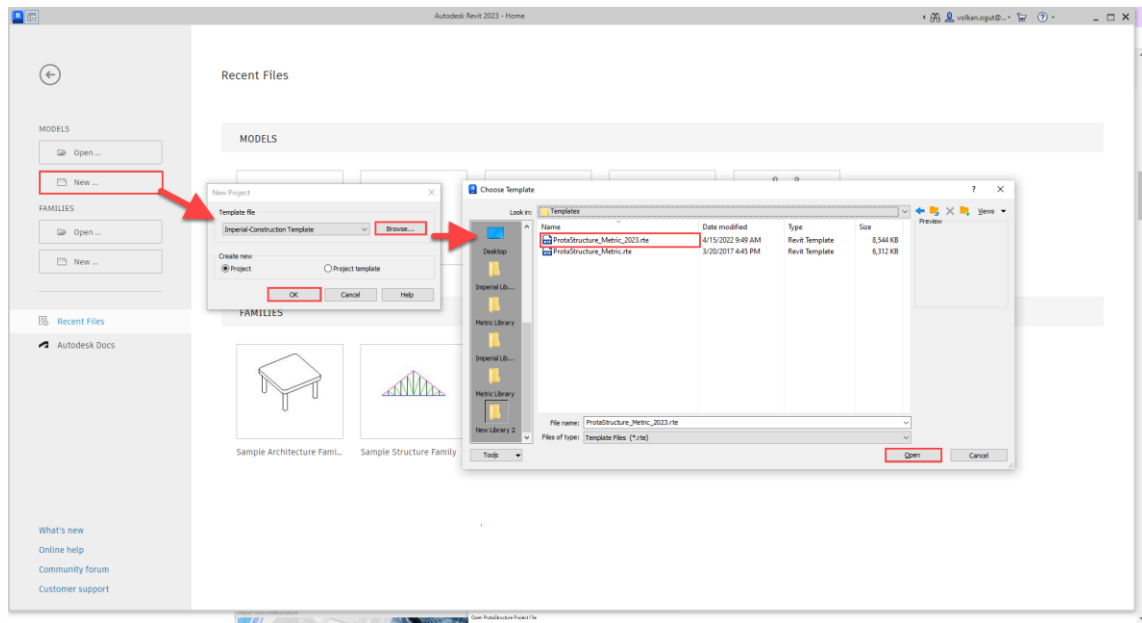 Autodesk Revit 2023 - Home
volkan.ogut@...
Recent Files
MODELS
Open ...
New ...
FAMILIES
Open ...
New ...
Recent Files
Autodesk Docs
What's new
Online help
Community forum
Customer support
MODELS
FAMILIES
Sample Architecture Fami...
Sample Structure Family
New Project
Template file
Imperial-Construction Template
Browse...
Create new
Project
Project template
OK
Cancel
Help
Choose Template
Look in:
Templates
Views
Preview
Name
Date modified
Type
Size
ProtaStructure_Metric_2023.rte
4/15/2022 9:49 AM
Revit Template
8,544 KB
ProtaStructure_Metric.rte
3/20/2017 4:45 PM
Revit Template
6,312 KB
Desktop
Imperial Lib...
Metric Library
Imperial Lib...
Metric Library
New Library 2
File name:
ProtaStructure_Metric_2023.rte
Files of type:
Template Files (*.rte)
Tools
Open
Cancel
Open ProtaStructure Project File